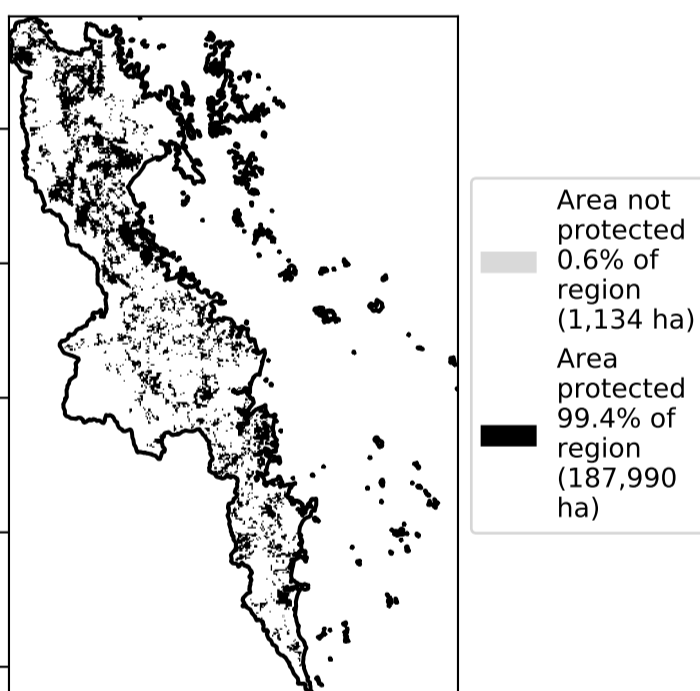 Area not
protected
0.6% of
region
(1,134 ha)
Area
protected
99.4% of
region
(187,990
ha)